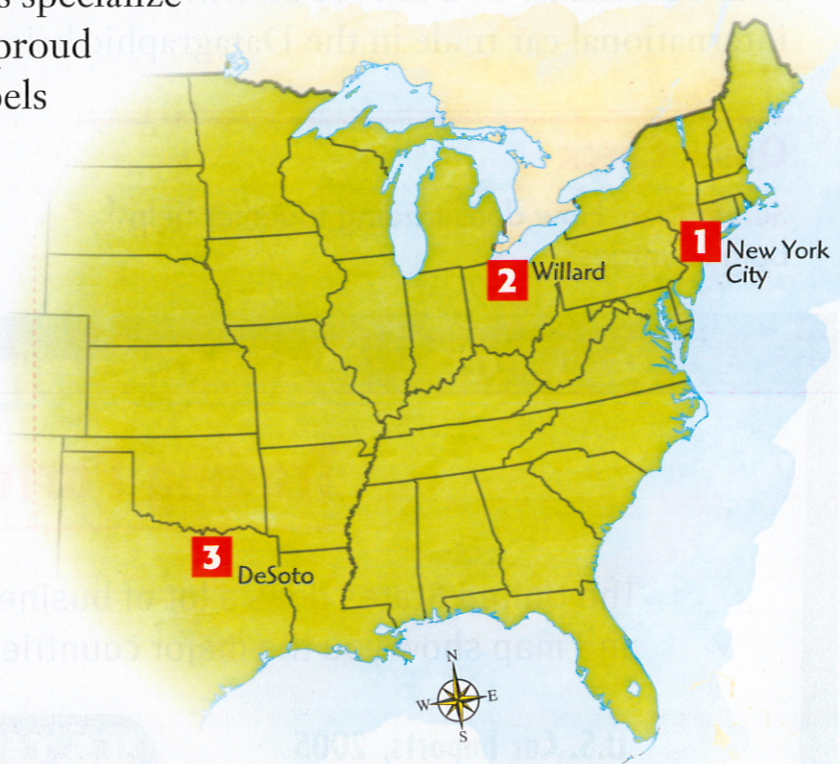 s specialize
proud
bels
1
New York
City
2
Willard
3
DeSoto
N
W
E
S